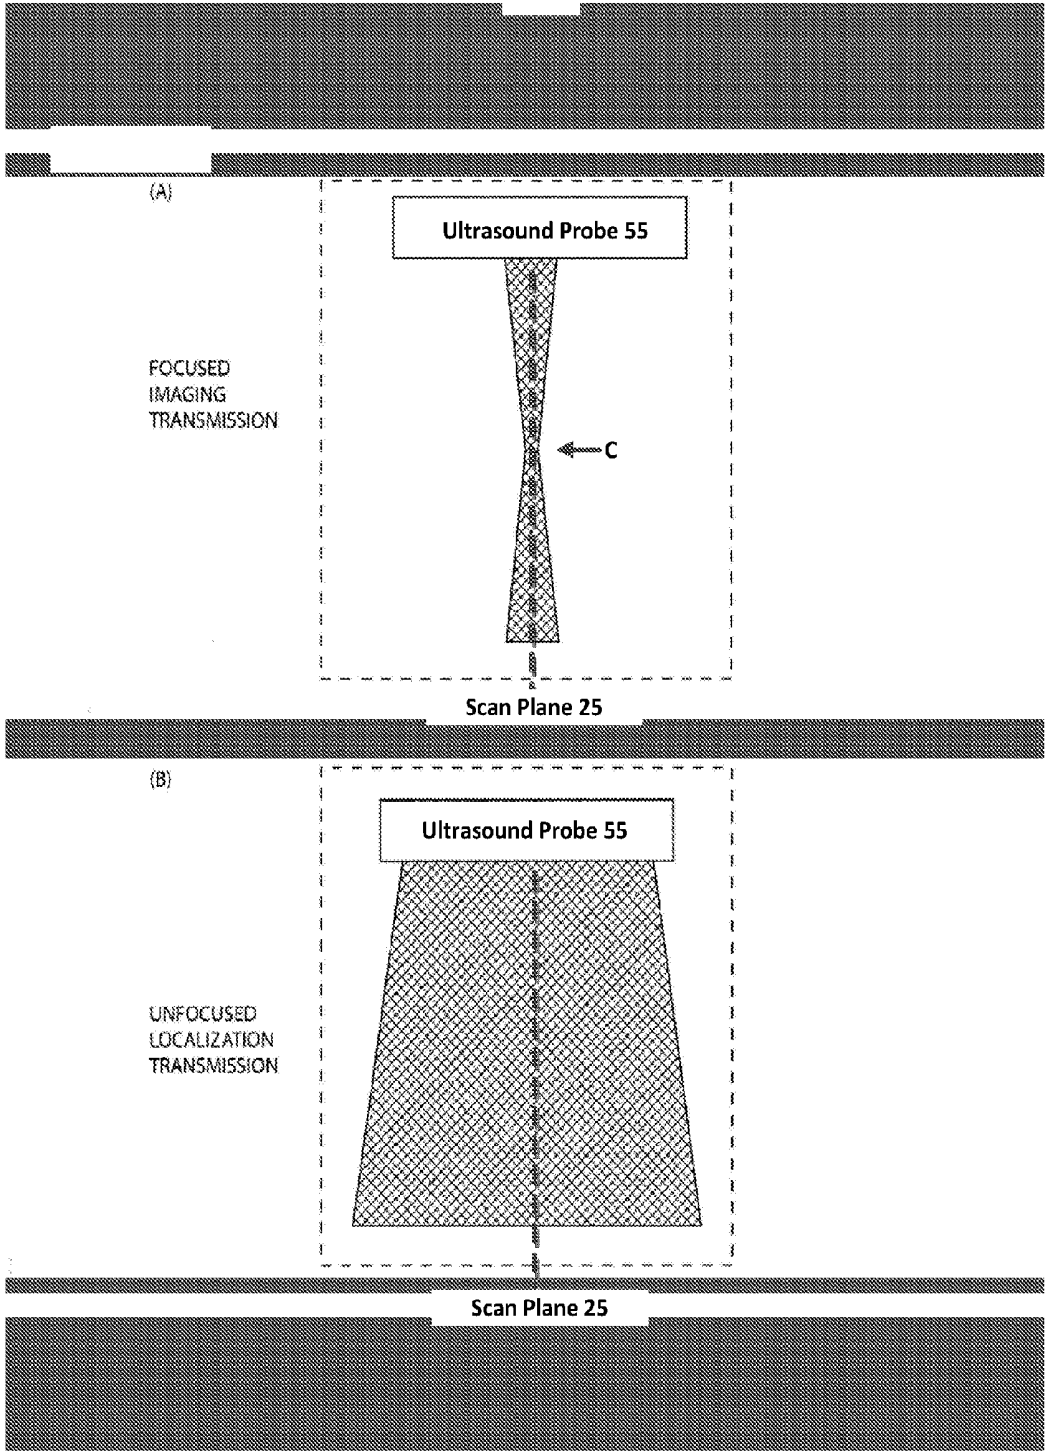 (A)
Ultrasound Probe 55
FOCUSED
IMAGING
TRANSMISSION
C
Scan Plane 25
(B)
Ultrasound Probe 55
UNFOCUSED
LOCALIZATION
TRANSMISSION
Scan Plane 25